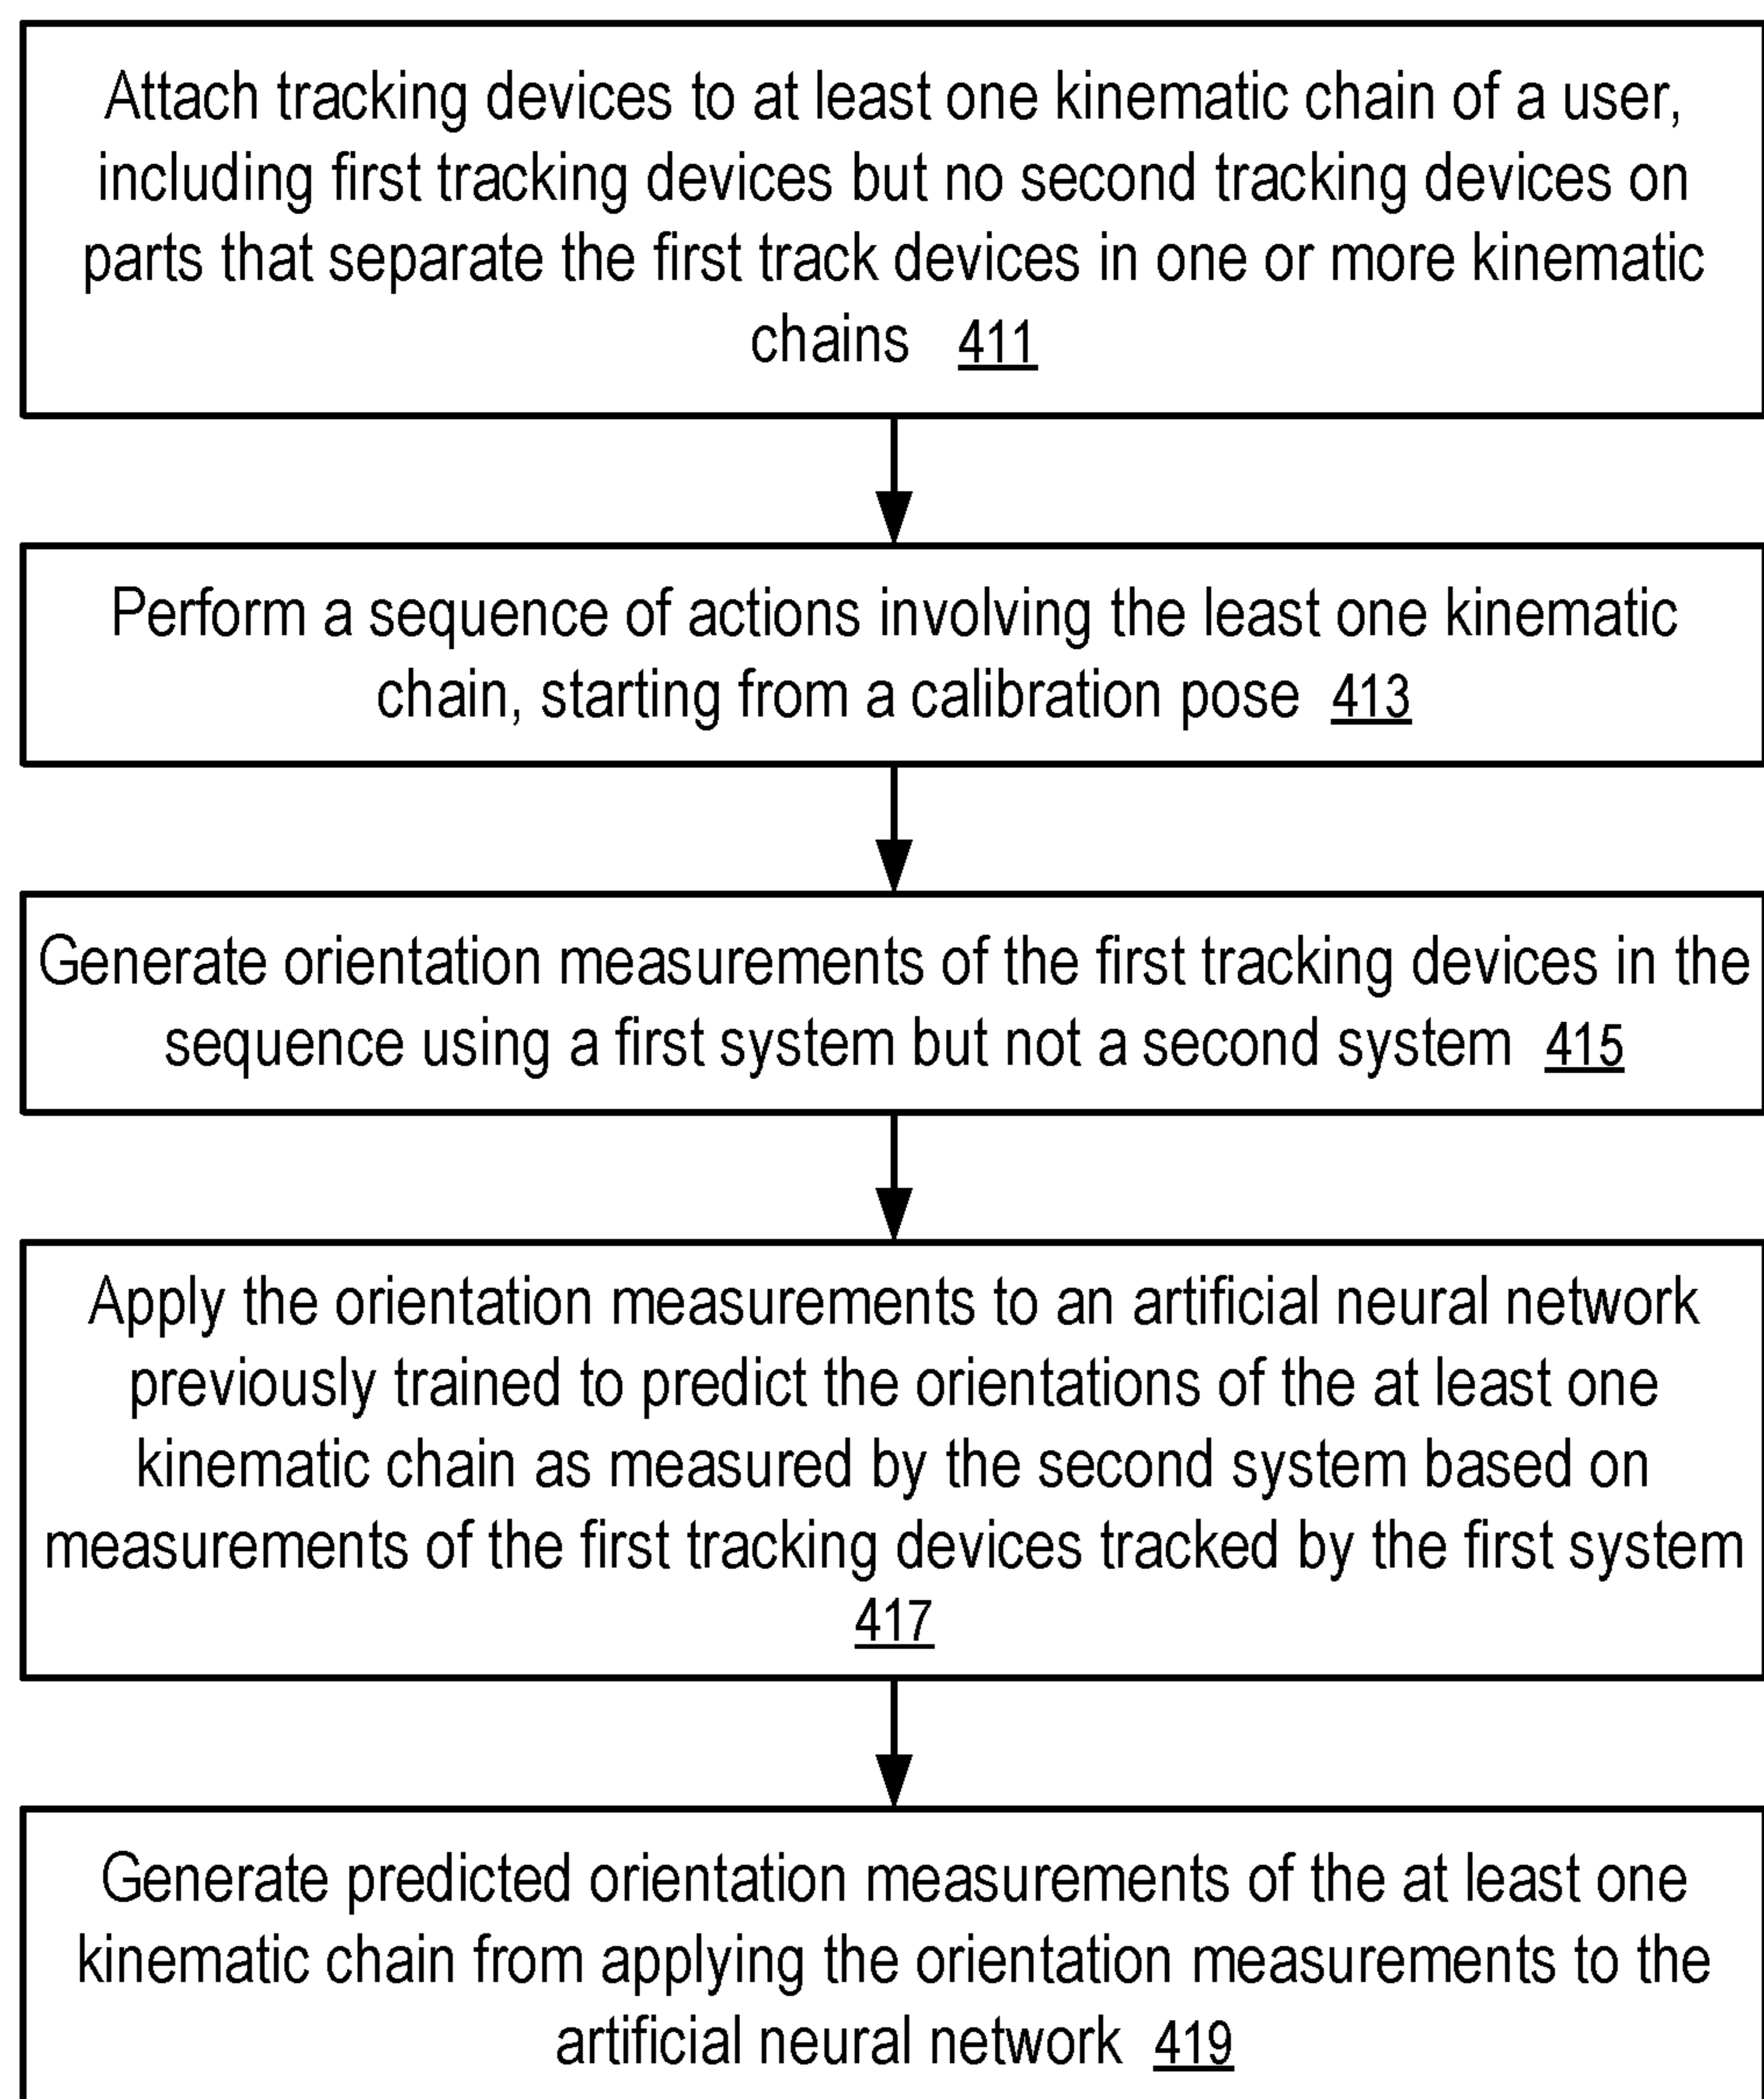 Attach tracking devices to at least one kinematic chain of a user,
including first tracking devices but no second tracking devices on
parts that separate the first track devices in one or more kinematic
chains 411
Perform a sequence of actions involving the least one kinematic
chain, starting from a calibration pose 413
Generate orientation measurements of the first tracking devices in the
sequence using a first system but not a second system 415
Apply the orientation measurements to an artificial neural network
previously trained to predict the orientations of the at least one
kinematic chain as measured by the second system based on
measurements of the first tracking devices tracked by the first system
417
Generate predicted orientation measurements of the at least one
kinematic chain from applying the orientation measurements to the
artificial neural network 419